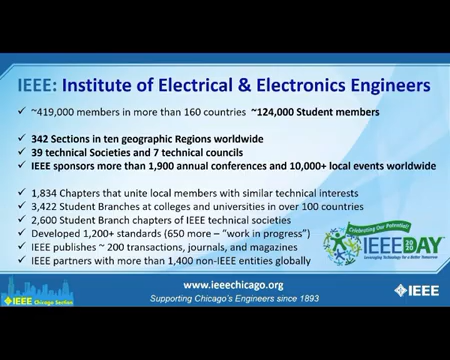 IEEE: Institute of Electrical & Electronics Engineers
✓ ~419,000 members in more than 160 countries ~124,000 Student members
✓ 342 Sections in ten geographic Regions worldwide
✓ 39 technical Societies and 7 technical councils
✓ IEEE sponsors more than 1,900 annual conferences and 10,000+ local events worldwide
✓ 1,834 Chapters that unite local members with similar technical interests
✓ 3,422 Student Branches at colleges and universities in over 100 countries
✓ 2,600 Student Branch chapters of IEEE technical societies
✓ Developed 1,200+ standards (650 more – “work in progress”)
✓ IEEE publishes ~ 200 transactions, journals, and magazines
✓ IEEE partners with more than 1,400 non-IEEE entities globally
Celebrating Our Potential!
IEEE DAY 2020
Leveraging Technology for a Better Tomorrow
www.ieeechicago.org
Supporting Chicago's Engineers since 1893
IEEE Chicago Section
IEEE